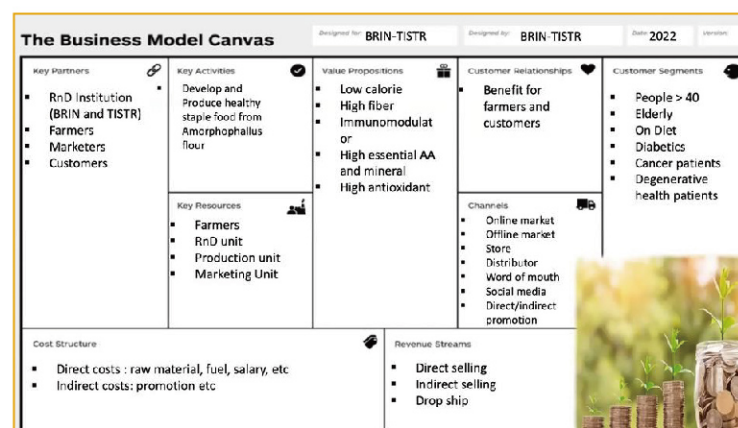 The Business Model Canvas
Designed for: BRIN-TISTR
Designed by: BRIN-TISTR
Date: 2022
Version:
Key Partners
▪ RnD Institution
(BRIN and TISTR)
▪ Farmers
▪ Marketers
▪ Customers
Key Activities
▪ Develop and
Produce healthy
staple food from
Amorphophallus
flour
Key Resources
▪ Farmers
▪ RnD unit
▪ Production unit
▪ Marketing Unit
Value Propositions
▪ Low calorie
▪ High fiber
▪ Immunomodulat
or
▪ High essential AA
and mineral
▪ High antioxidant
Customer Relationships
▪ Benefit for
farmers and
customers
Channels
▪ Online market
▪ Offline market
▪ Store
▪ Distributor
▪ Word of mouth
▪ Social media
▪ Direct/indirect
promotion
Customer Segments
▪ People > 40
▪ Elderly
▪ On Diet
▪ Diabetics
▪ Cancer patients
▪ Degenerative
health patients
Cost Structure
▪ Direct costs : raw material, fuel, salary, etc
▪ Indirect costs: promotion etc
Revenue Streams
▪ Direct selling
▪ Indirect selling
▪ Drop ship